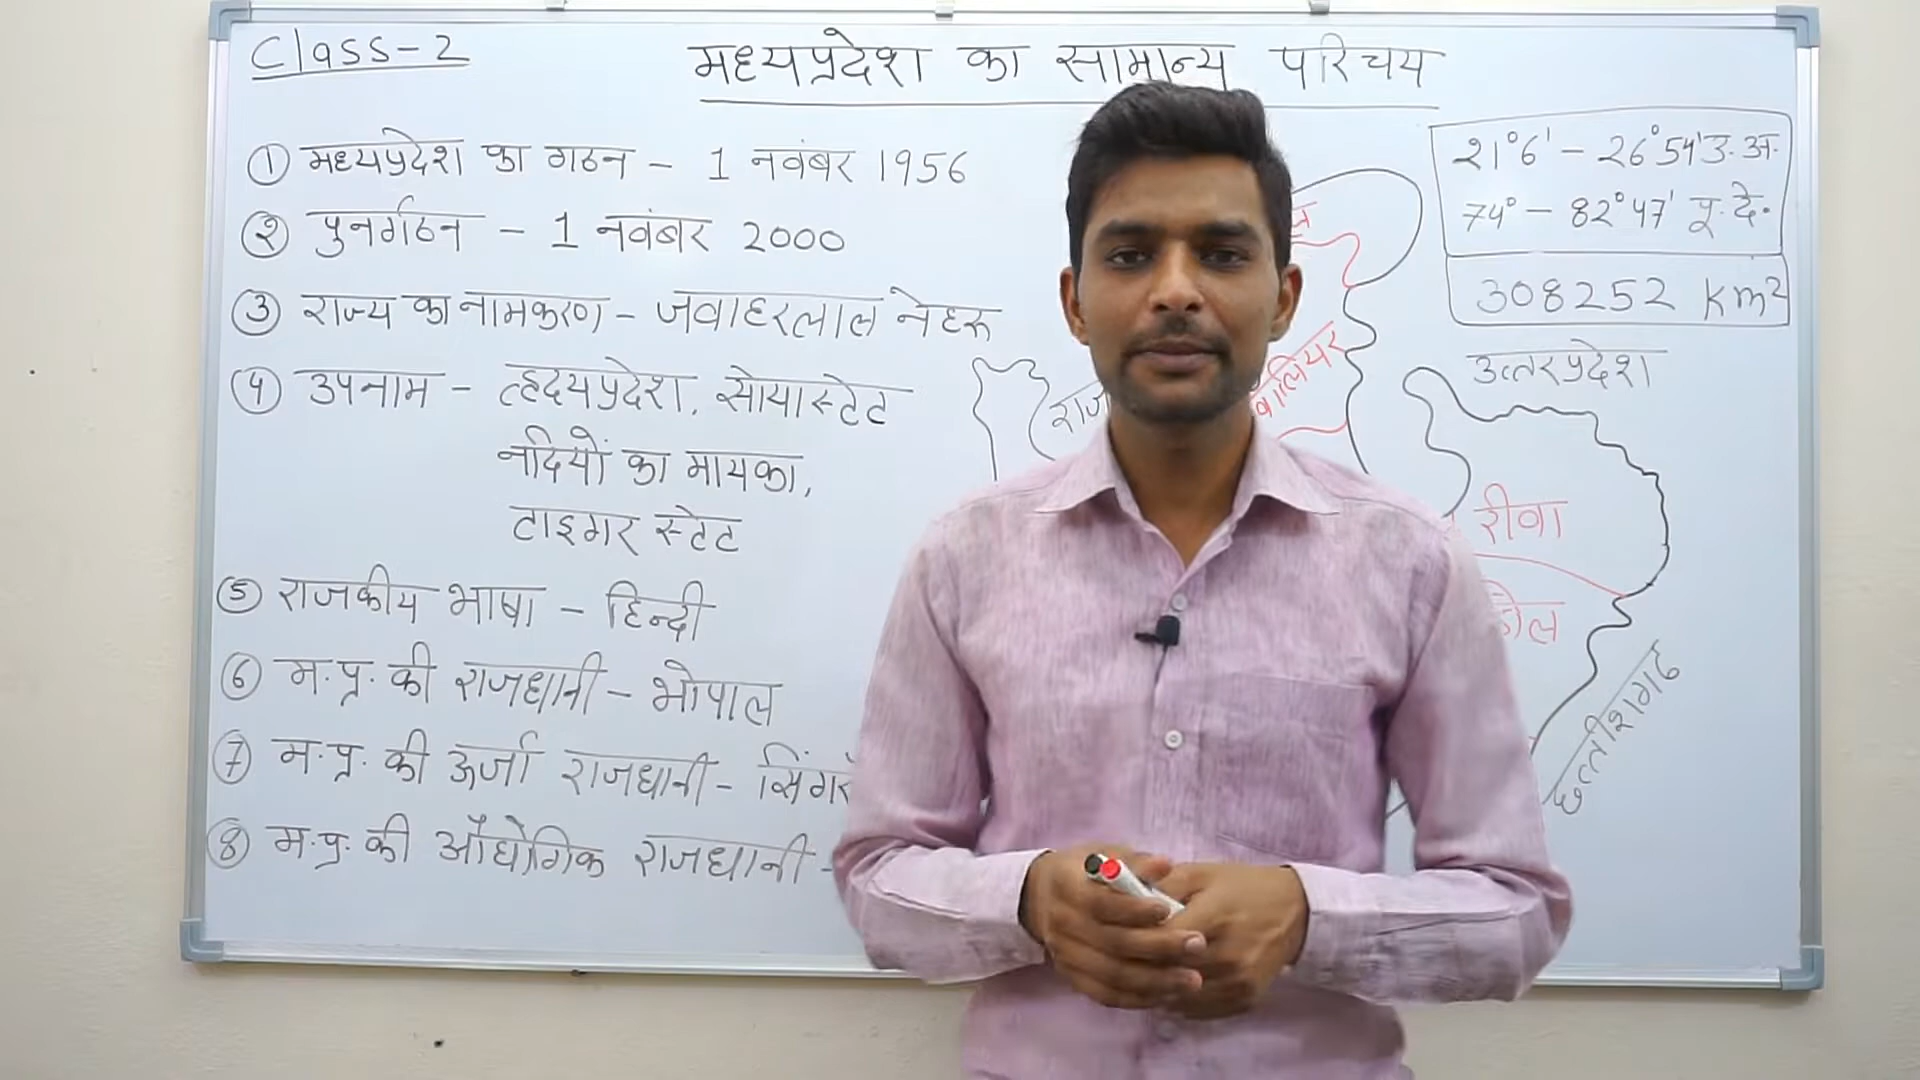 Class-2
मध्यप्रदेश का सामान्य परिचय
① मध्यप्रदेश का गठन - 1 नवंबर 1956
② पुनर्गठन - 1 नवंबर 2000
③ राज्य का नामकरण - जवाहरलाल नेहरू
④ उपनाम - हृदयप्रदेश, सोयास्टेट
नदियों का मायका,
टाइगर स्टेट
⑤ राजकीय भाषा - हिन्दी
⑥ म.प्र. की राजधानी - भोपाल
⑦ म.प्र. की ऊर्जा राजधानी -
⑧ म.प्र. की औद्योगिक राजधानी -
21°6' - 26°54' उ.अ.
74° - 82°47' पू.दे.
308252 Km²
उत्तरप्रदेश
रीवा
छत्तीशगढ